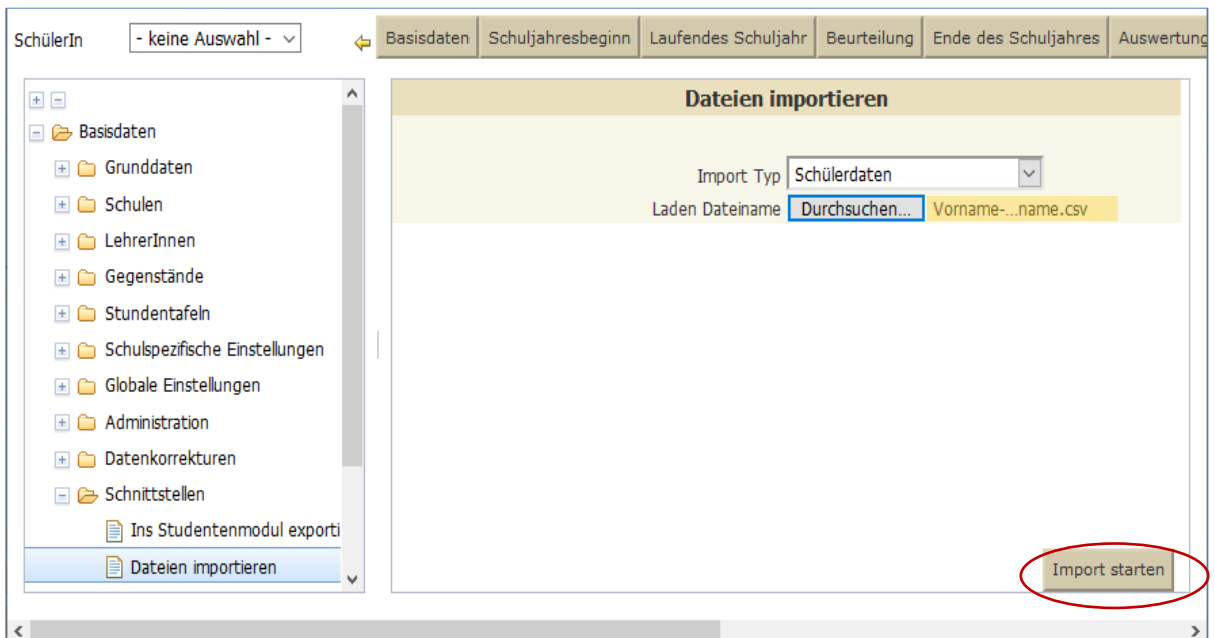 SchülerIn - keine Auswahl - Basisdaten Schuljahresbeginn Laufendes Schuljahr Beurteilung Ende des Schuljahres Auswertung
Dateien importieren
Basisdaten
Grunddaten
Import Typ Schülerdaten
Schulen
Laden Dateiname Durchsuchen... Vorname-...name.csv
LehrerInnen
Gegenstände
Stundentafeln
Schulspezifische Einstellungen
Globale Einstellungen
Administration
Datenkorrekturen
Schnittstellen
Ins Studentenmodul exporti
Dateien importieren
Import starten